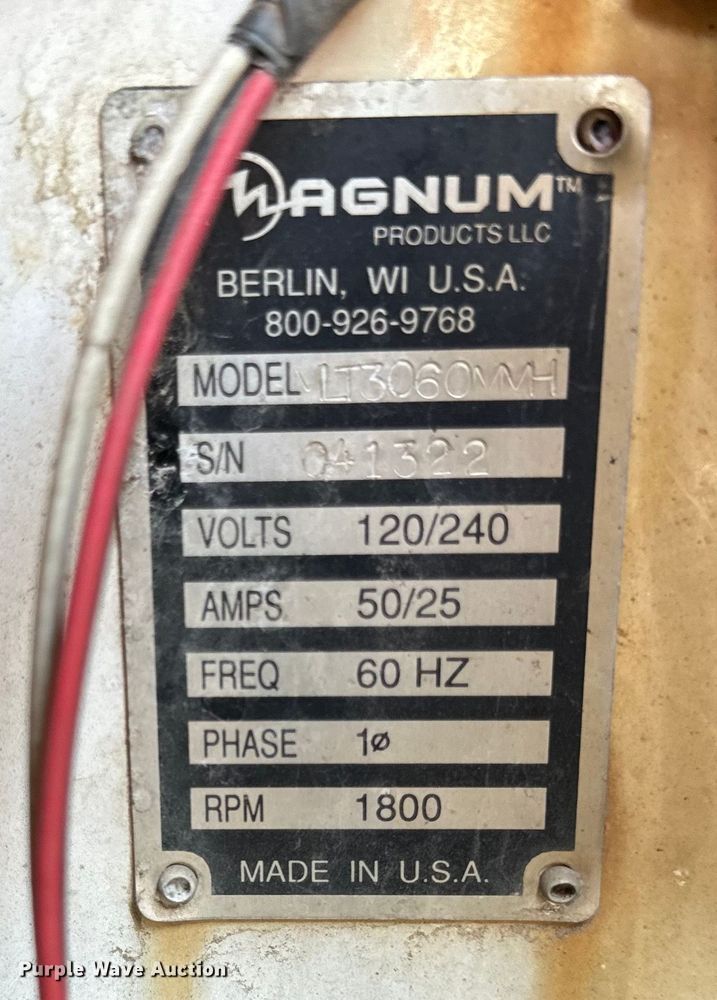 MAGNUM™
PRODUCTS LLC
BERLIN, WI U.S.A.
800-926-9768
MODEL MLT3060MMH
S/N 041322
VOLTS 120/240
AMPS 50/25
FREQ 60 HZ
PHASE 1ø
RPM 1800
MADE IN U.S.A.
Purple Wave Auction